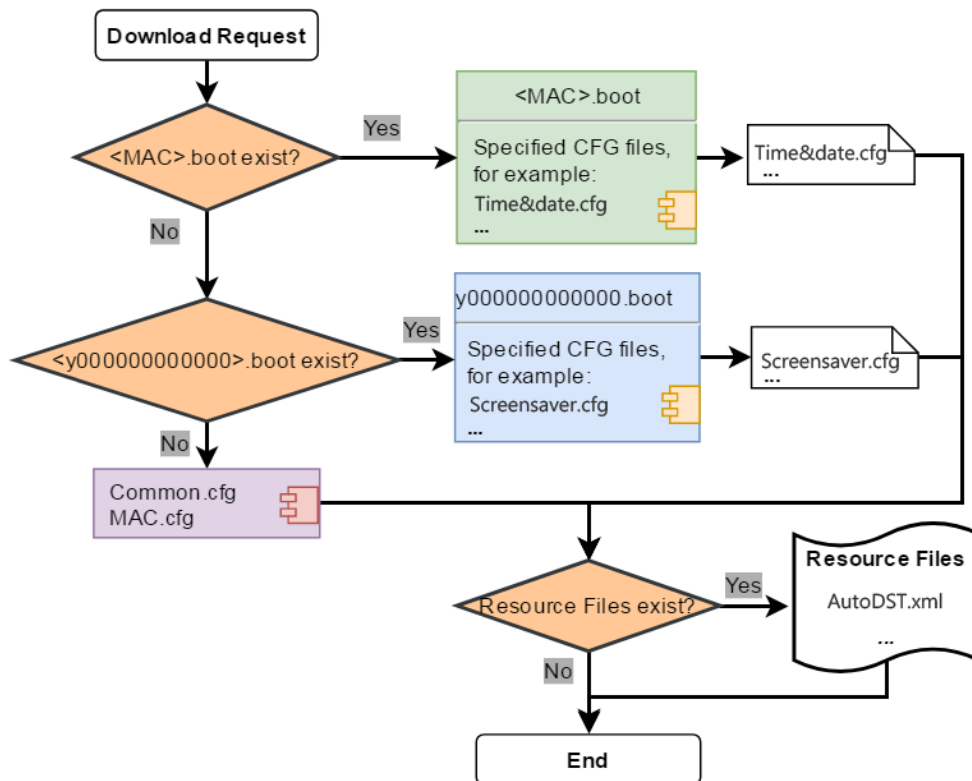 Download Request
<MAC>.boot exist?
Yes
<MAC>.boot
Specified CFG files,
for example:
Time&date.cfg
...
Time&date.cfg
...
No
<y000000000000>.boot exist?
Yes
y000000000000.boot
Specified CFG files,
for example:
Screensaver.cfg
...
Screensaver.cfg
...
No
Common.cfg
MAC.cfg
Resource Files exist?
Yes
Resource Files
AutoDST.xml
...
No
End